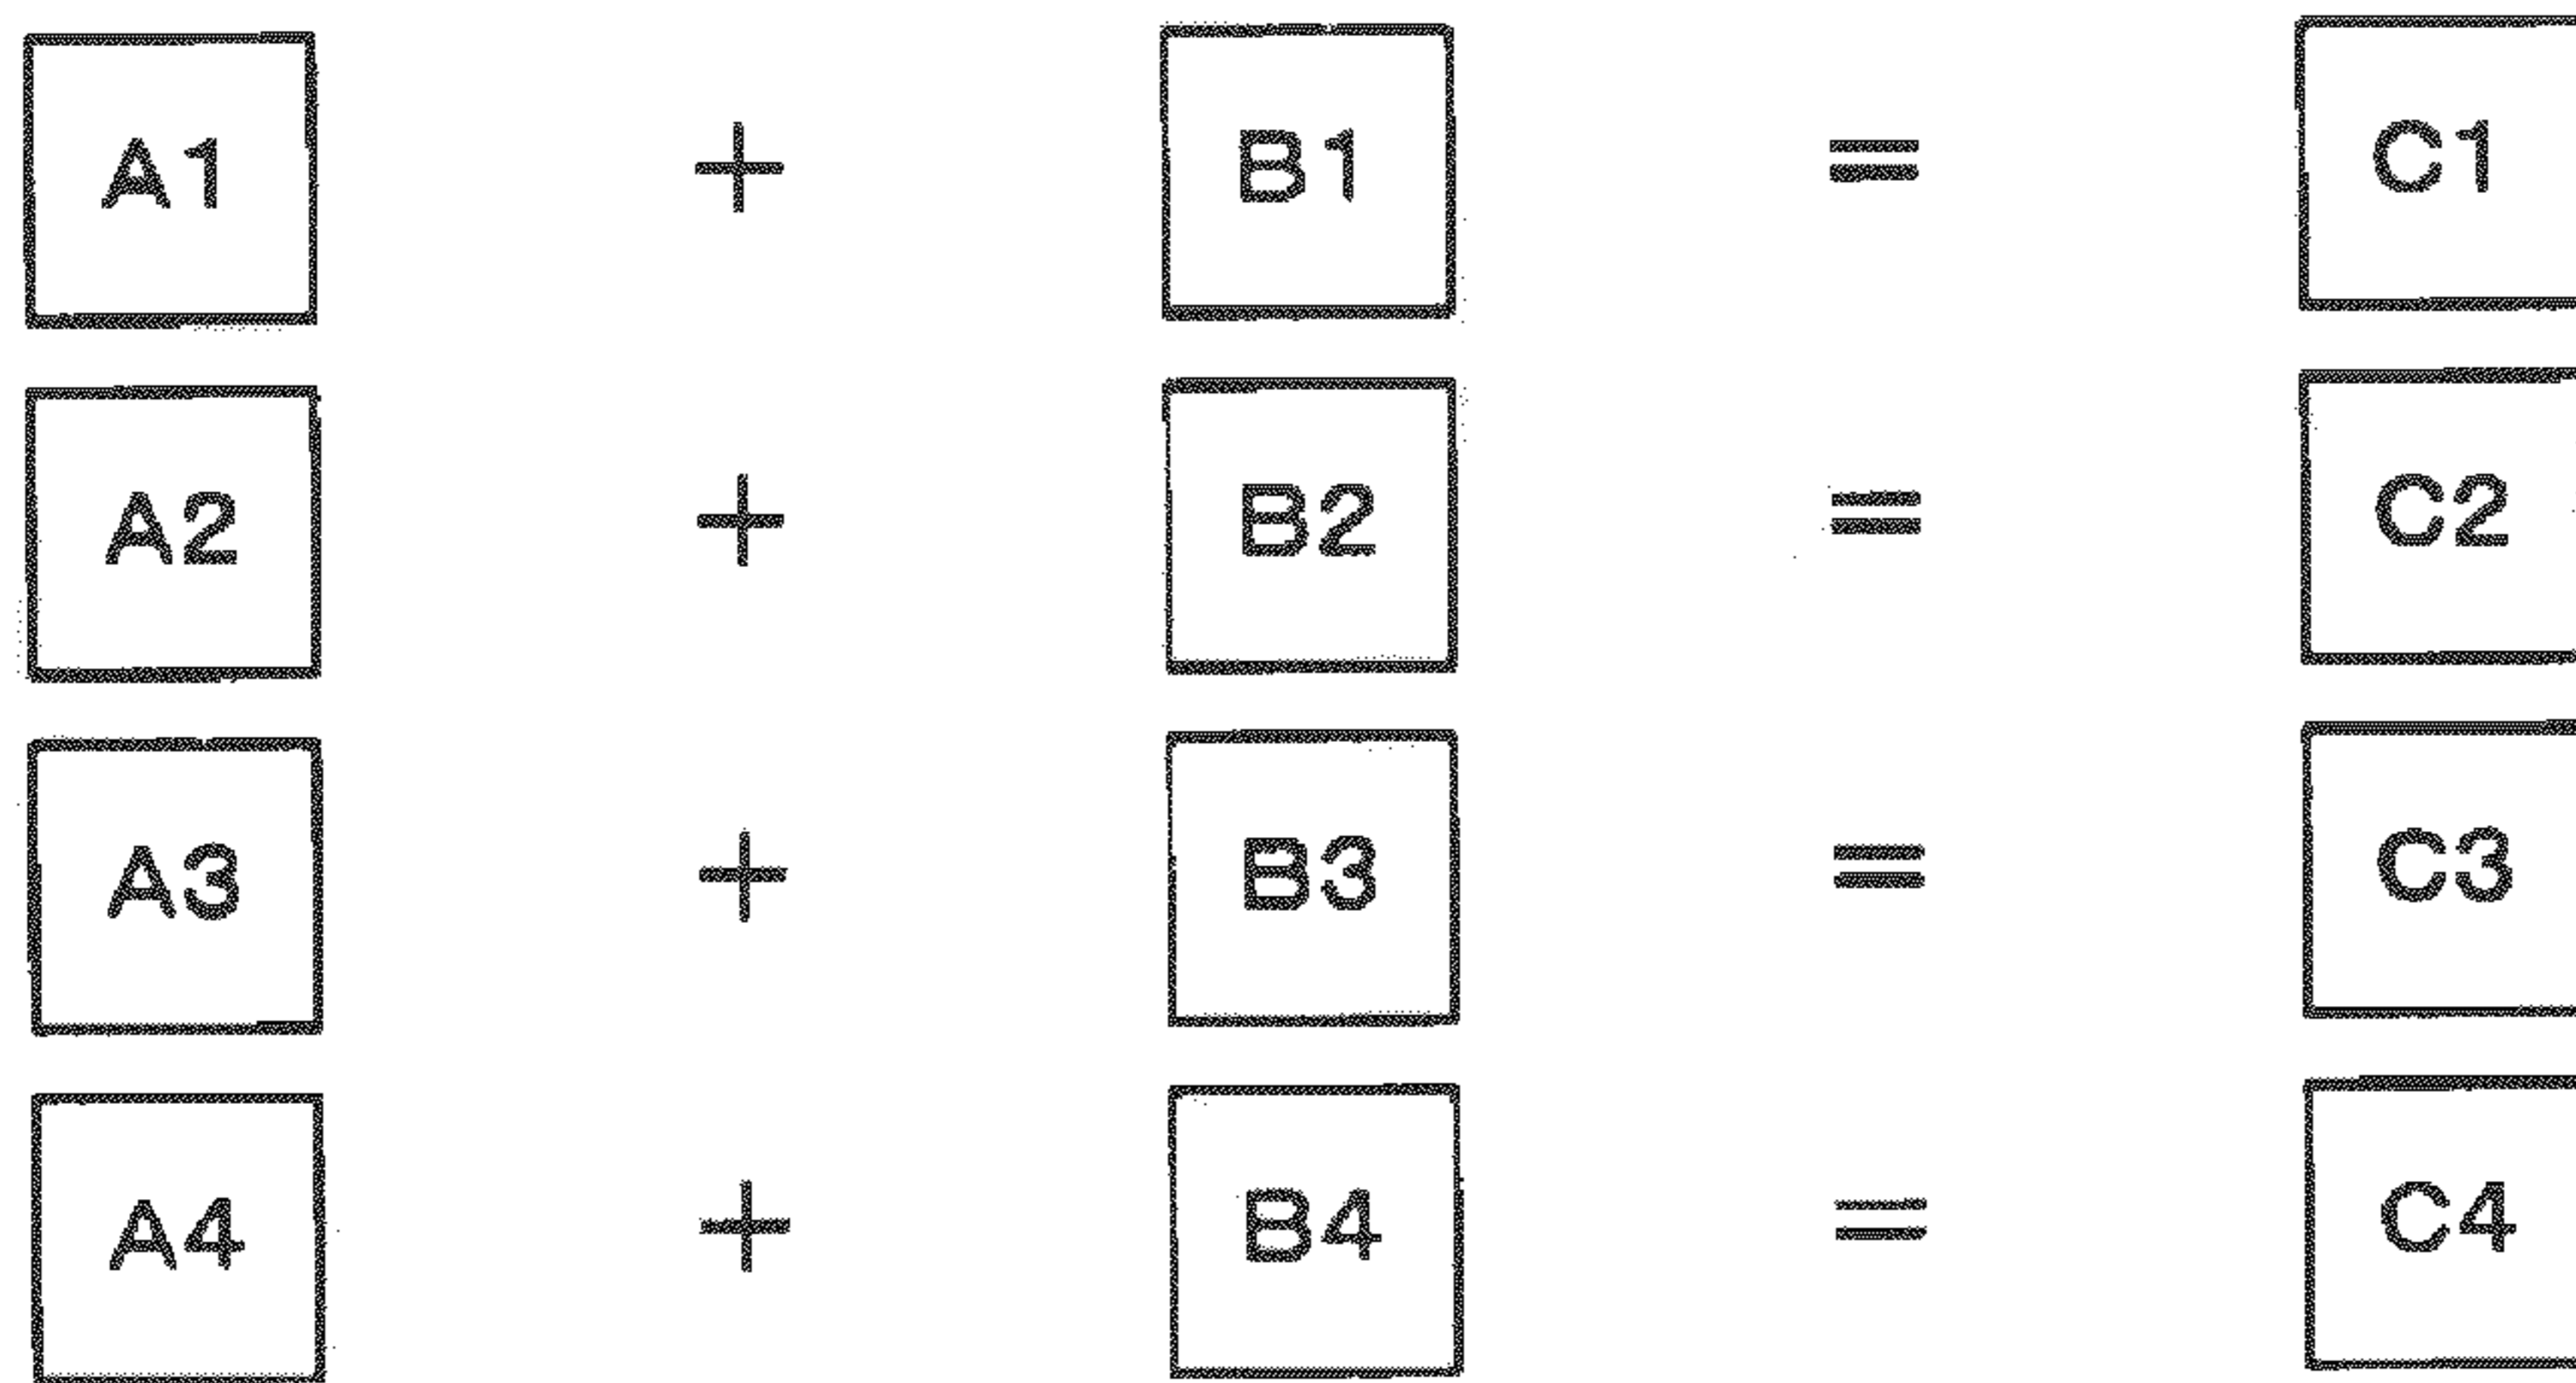 A1 + B1 = C1
A2 + B2 = C2
A3 + B3 = C3
A4 + B4 = C4